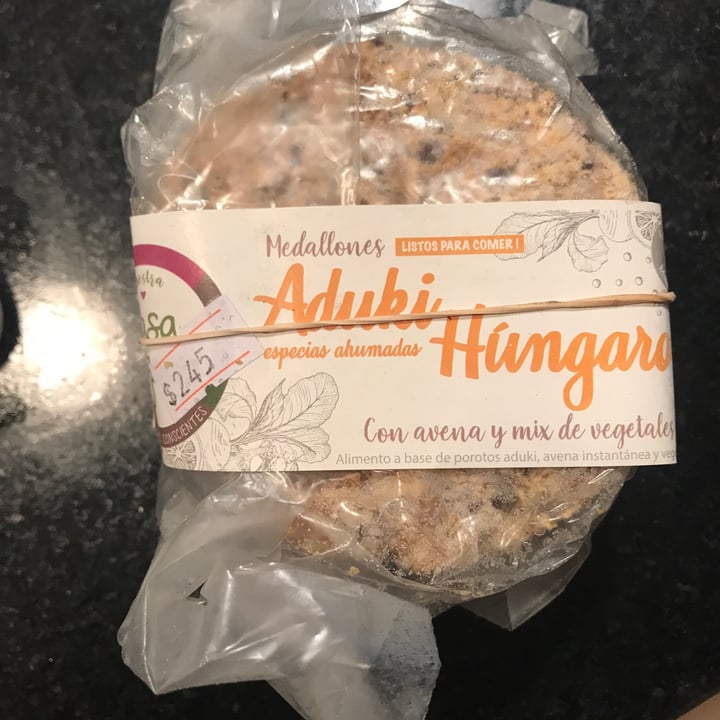 Medallones LISTOS PARA COMER !
Aduki
especias ahumadas
Húngaro
Con avena y mix de vegetales
Alimento a base de porotos aduki, avena instantánea y
$245
CONSCIENTES